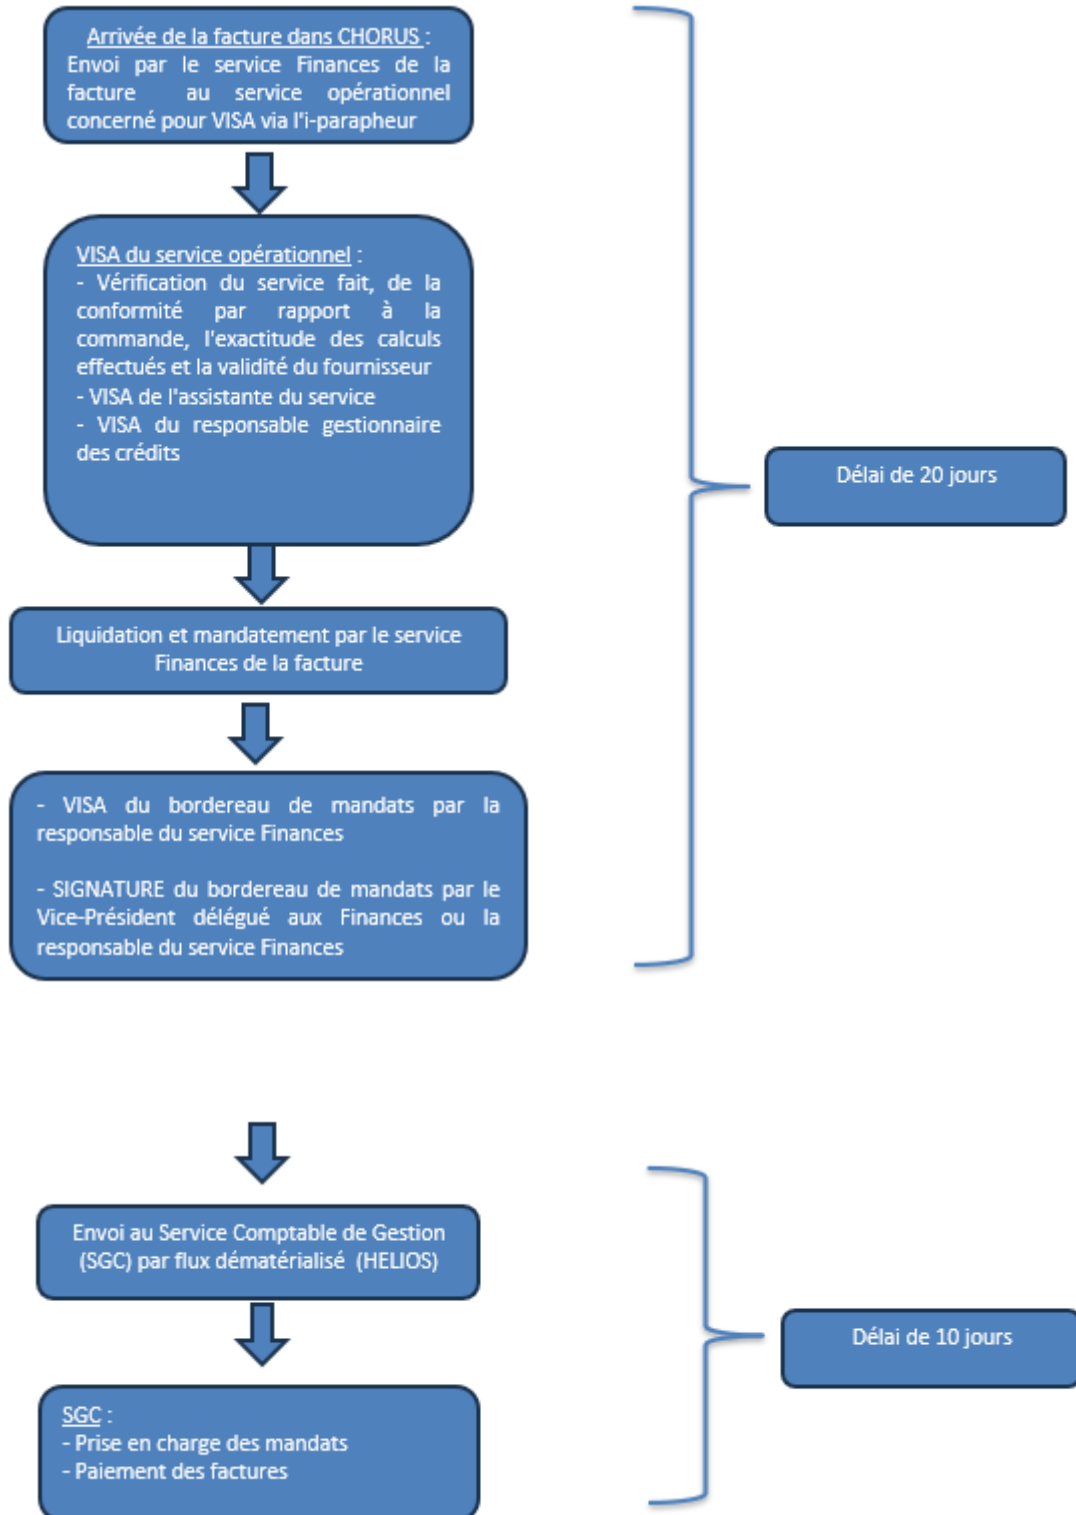 Arrivée de la facture dans CHORUS :
Envoi par le service Finances de la
facture au service opérationnel
concerné pour VISA via l'i-parapheur
VISA du service opérationnel :
- Vérification du service fait, de la
conformité par rapport à la
commande, l'exactitude des calculs
effectués et la validité du fournisseur
- VISA de l'assistante du service
- VISA du responsable gestionnaire
des crédits
Délai de 20 jours
Liquidation et mandatement par le service
Finances de la facture
- VISA du bordereau de mandats par la
responsable du service Finances
- SIGNATURE du bordereau de mandats par le
Vice-Président délégué aux Finances ou la
responsable du service Finances
Envoi au Service Comptable de Gestion
(SGC) par flux dématérialisé (HELIOS)
Délai de 10 jours
SGC :
- Prise en charge des mandats
- Paiement des factures